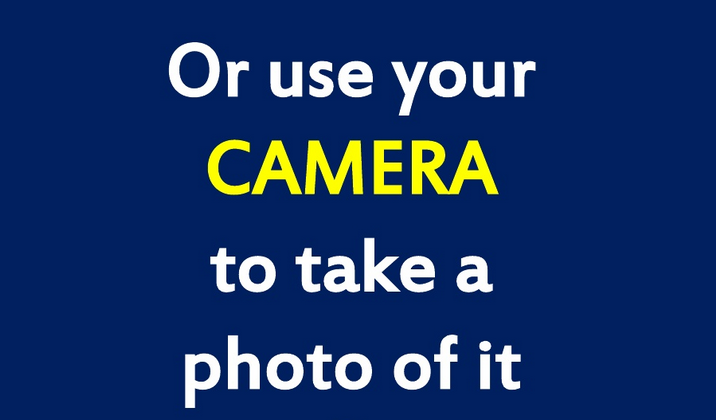 Or use your
CAMERA
to take a
photo of it